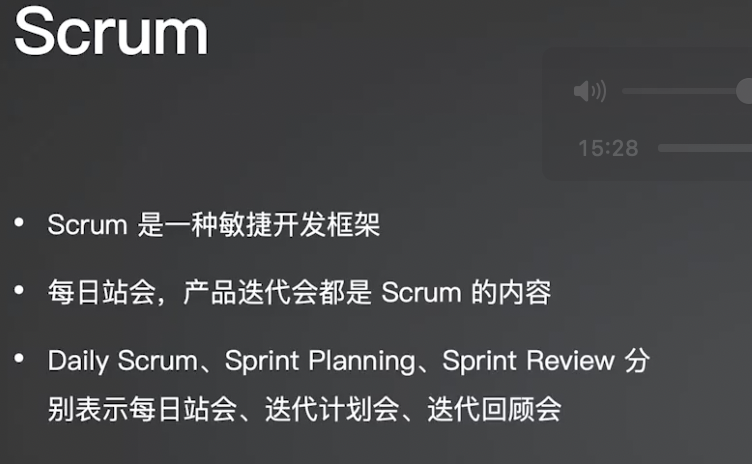 Scrum
15:28
• Scrum 是一种敏捷开发框架
• 每日站会，产品迭代会都是 Scrum 的内容
• Daily Scrum、Sprint Planning、Sprint Review 分
别表示每日站会、迭代计划会、迭代回顾会